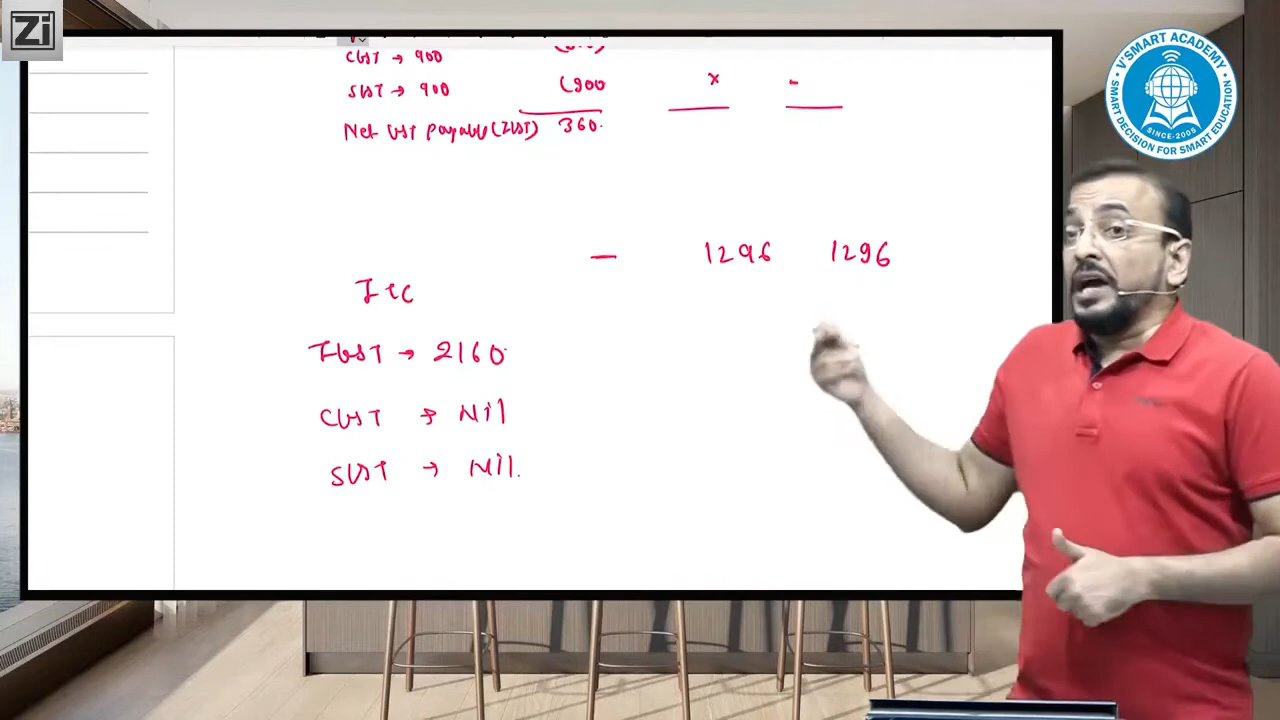 Zi
CGST → 900
SGST → 900 (900 x -
Net GST Payable (IGST) 360.
— 1296 1296
ITC
IGST → 2160
CGST → Nil
SGST → Nil.
V'SMART ACADEMY
SMART DECISION FOR SMART EDUCATION
SINCE-2005